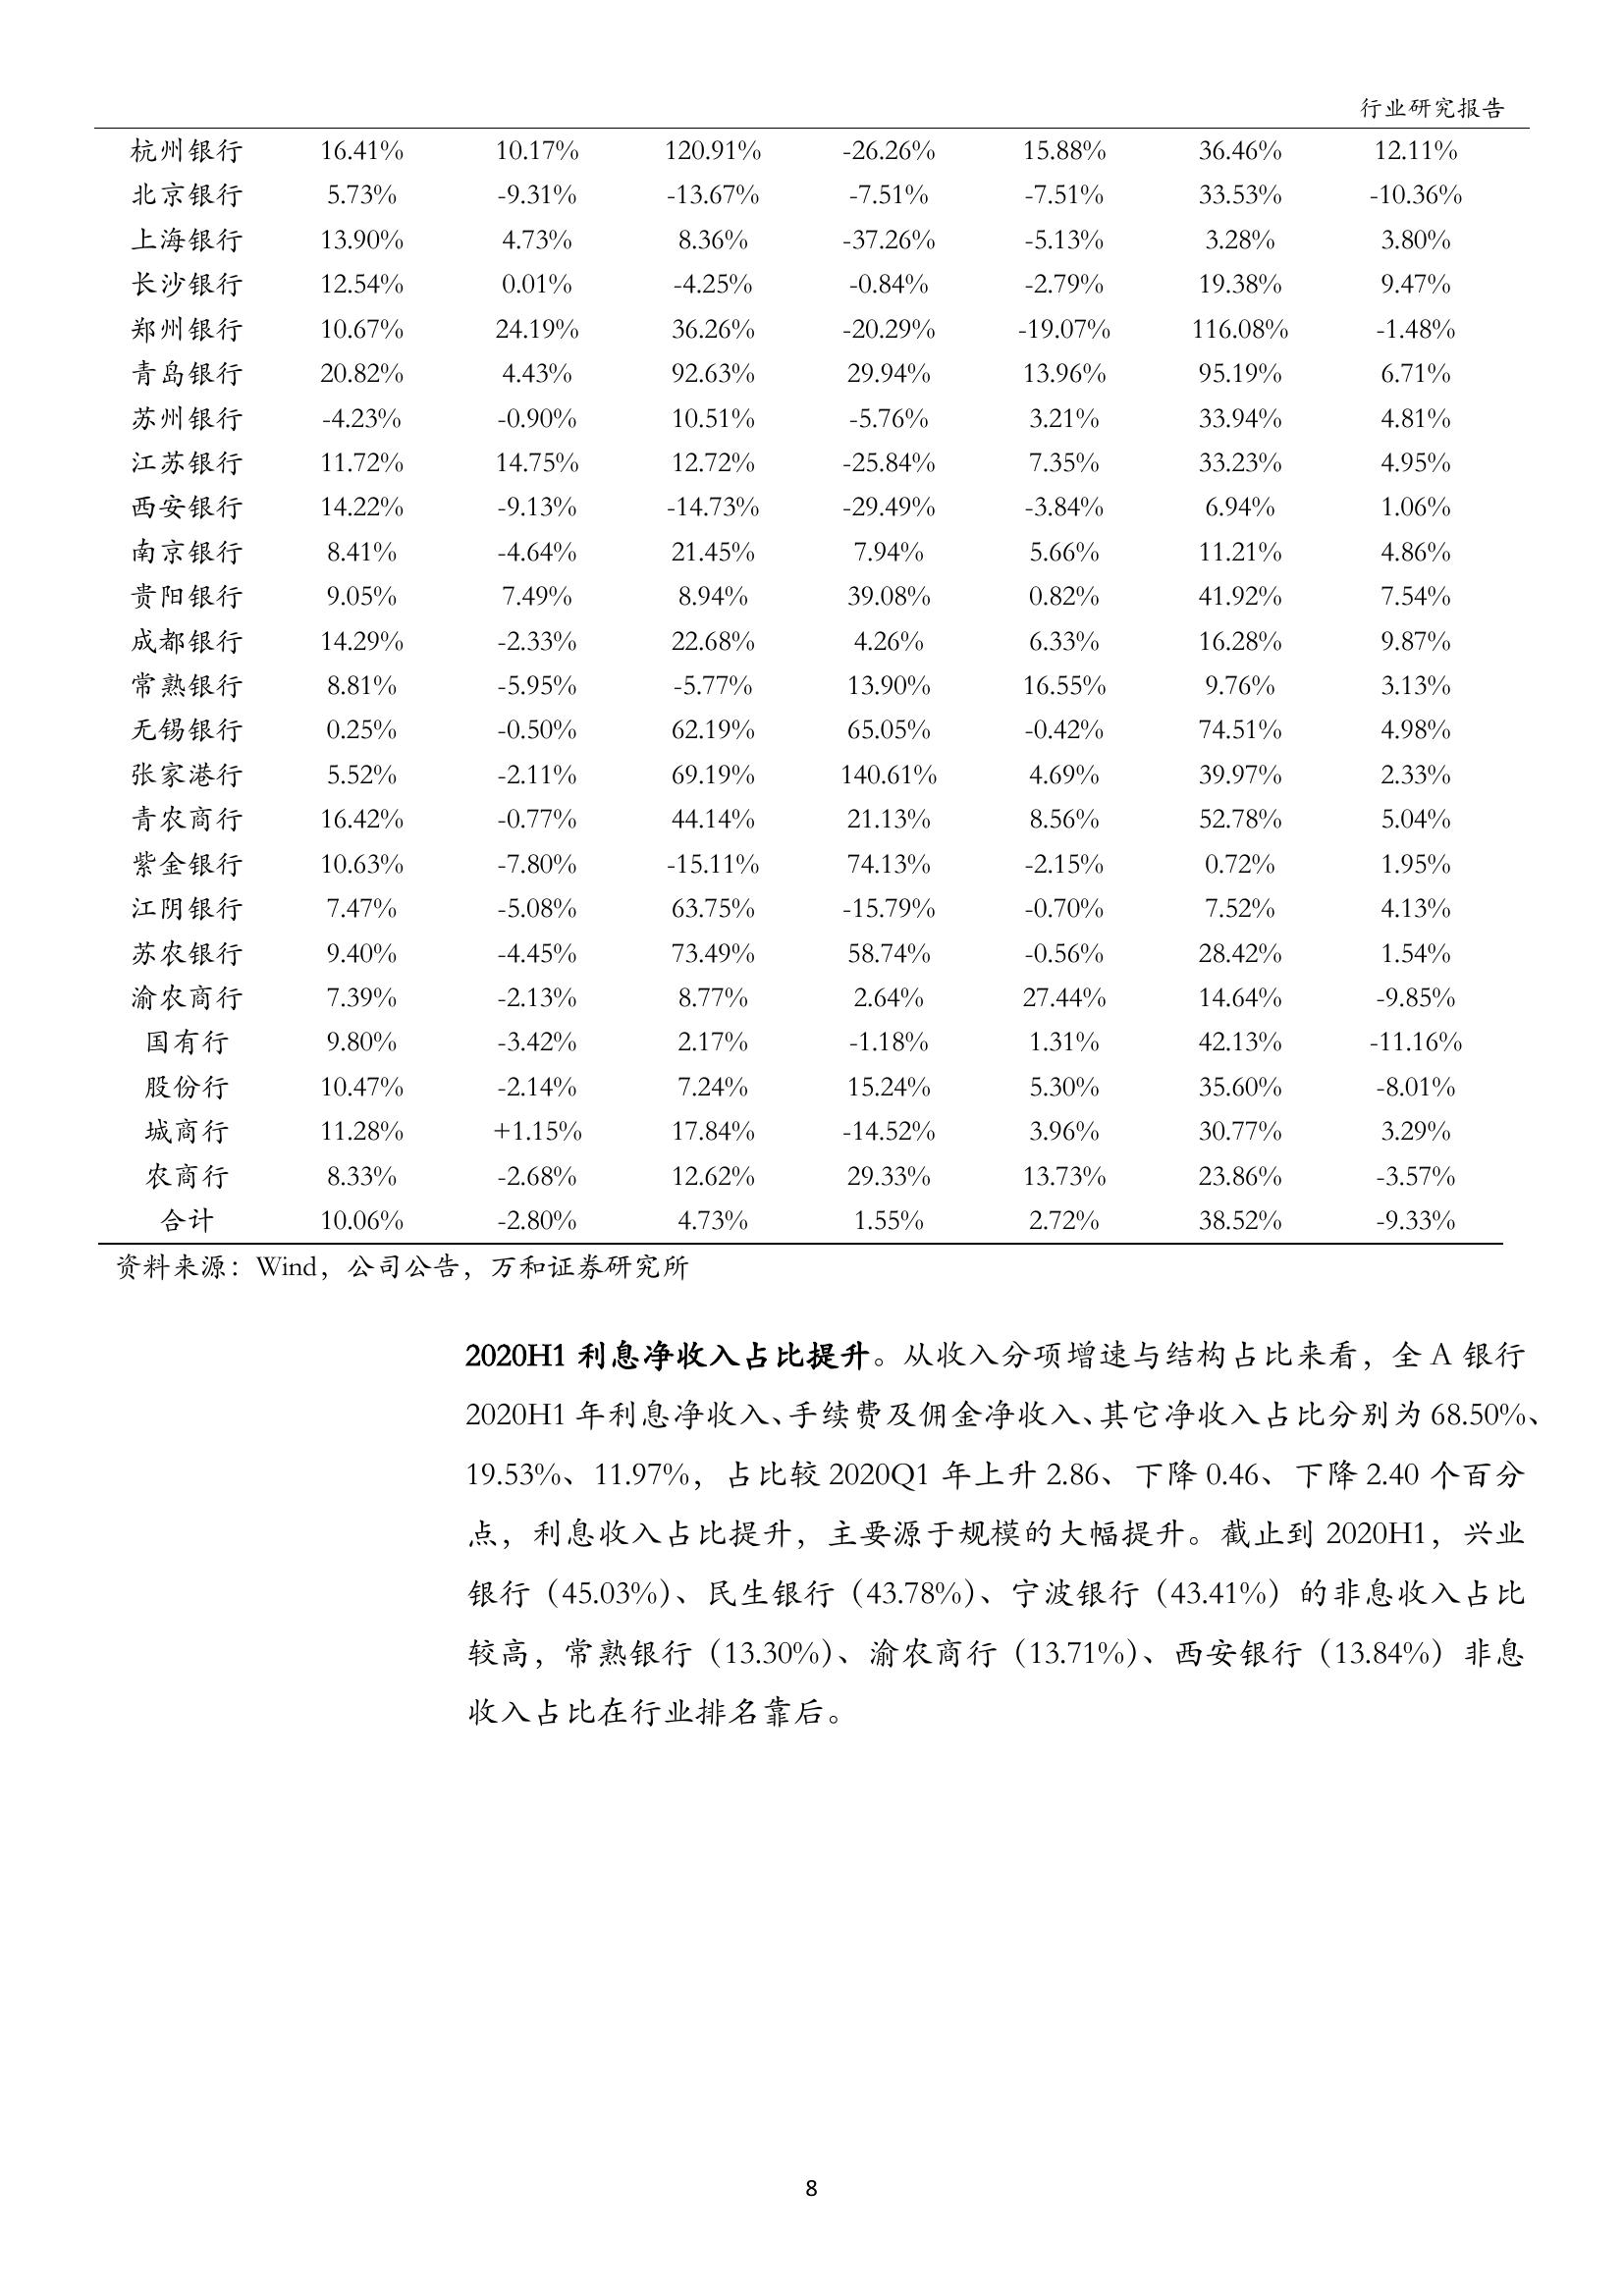 行业研究报告
杭州银行 16.41% 10.17% 120.91% -26.26% 15.88% 36.46% 12.11%
北京银行 5.73% -9.31% -13.67% -7.51% -7.51% 33.53% -10.36%
上海银行 13.90% 4.73% 8.36% -37.26% -5.13% 3.28% 3.80%
长沙银行 12.54% 0.01% -4.25% -0.84% -2.79% 19.38% 9.47%
郑州银行 10.67% 24.19% 36.26% -20.29% -19.07% 116.08% -1.48%
青岛银行 20.82% 4.43% 92.63% 29.94% 13.96% 95.19% 6.71%
苏州银行 -4.23% -0.90% 10.51% -5.76% 3.21% 33.94% 4.81%
江苏银行 11.72% 14.75% 12.72% -25.84% 7.35% 33.23% 4.95%
西安银行 14.22% -9.13% -14.73% -29.49% -3.84% 6.94% 1.06%
南京银行 8.41% -4.64% 21.45% 7.94% 5.66% 11.21% 4.86%
贵阳银行 9.05% 7.49% 8.94% 39.08% 0.82% 41.92% 7.54%
成都银行 14.29% -2.33% 22.68% 4.26% 6.33% 16.28% 9.87%
常熟银行 8.81% -5.95% -5.77% 13.90% 16.55% 9.76% 3.13%
无锡银行 0.25% -0.50% 62.19% 65.05% -0.42% 74.51% 4.98%
张家港行 5.52% -2.11% 69.19% 140.61% 4.69% 39.97% 2.33%
青农商行 16.42% -0.77% 44.14% 21.13% 8.56% 52.78% 5.04%
紫金银行 10.63% -7.80% -15.11% 74.13% -2.15% 0.72% 1.95%
江阴银行 7.47% -5.08% 63.75% -15.79% -0.70% 7.52% 4.13%
苏农银行 9.40% -4.45% 73.49% 58.74% -0.56% 28.42% 1.54%
渝农商行 7.39% -2.13% 8.77% 2.64% 27.44% 14.64% -9.85%
国有行 9.80% -3.42% 2.17% -1.18% 1.31% 42.13% -11.16%
股份行 10.47% -2.14% 7.24% 15.24% 5.30% 35.60% -8.01%
城商行 11.28% +1.15% 17.84% -14.52% 3.96% 30.77% 3.29%
农商行 8.33% -2.68% 12.62% 29.33% 13.73% 23.86% -3.57%
合计 10.06% -2.80% 4.73% 1.55% 2.72% 38.52% -9.33%
资料来源：Wind，公司公告，万和证券研究所
2020H1 利息净收入占比提升。从收入分项增速与结构占比来看，全 A 银行
2020H1 年利息净收入、手续费及佣金净收入、其它净收入占比分别为 68.50%、
19.53%、11.97%，占比较 2020Q1 年上升 2.86、下降 0.46、下降 2.40 个百分
点，利息收入占比提升，主要源于规模的大幅提升。截止到 2020H1，兴业
银行（45.03%）、民生银行（43.78%）、宁波银行（43.41%）的非息收入占比
较高，常熟银行（13.30%）、渝农商行（13.71%）、西安银行（13.84%）非息
收入占比在行业排名靠后。
8